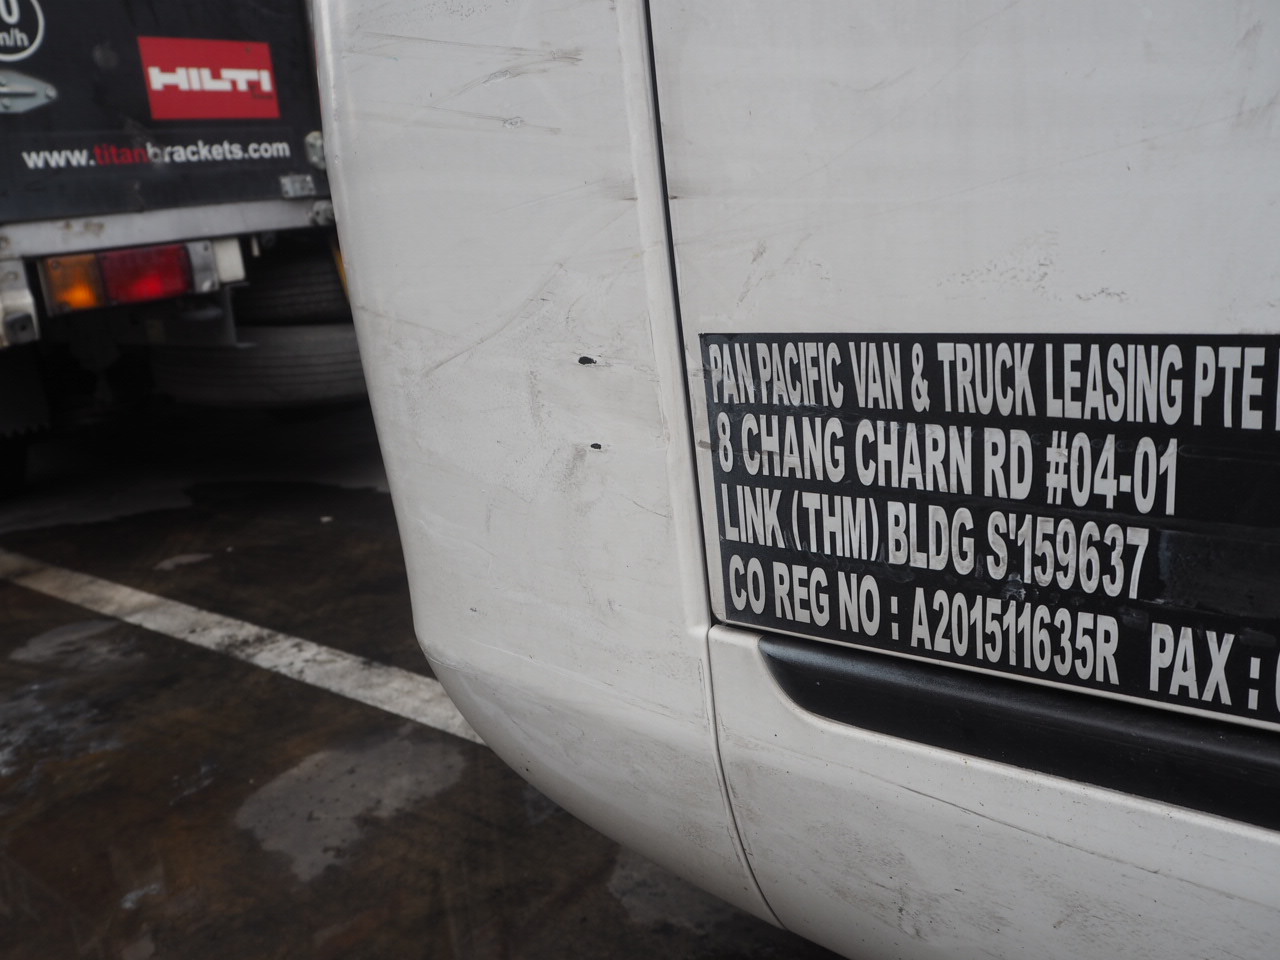 HILTI
www.titanbrackets.com
PAN PACIFIC VAN & TRUCK LEASING PTE
8 CHANG CHARN RD #04-01
LINK (THM) BLDG S'159637
CO REG NO : A201511635R PAX :